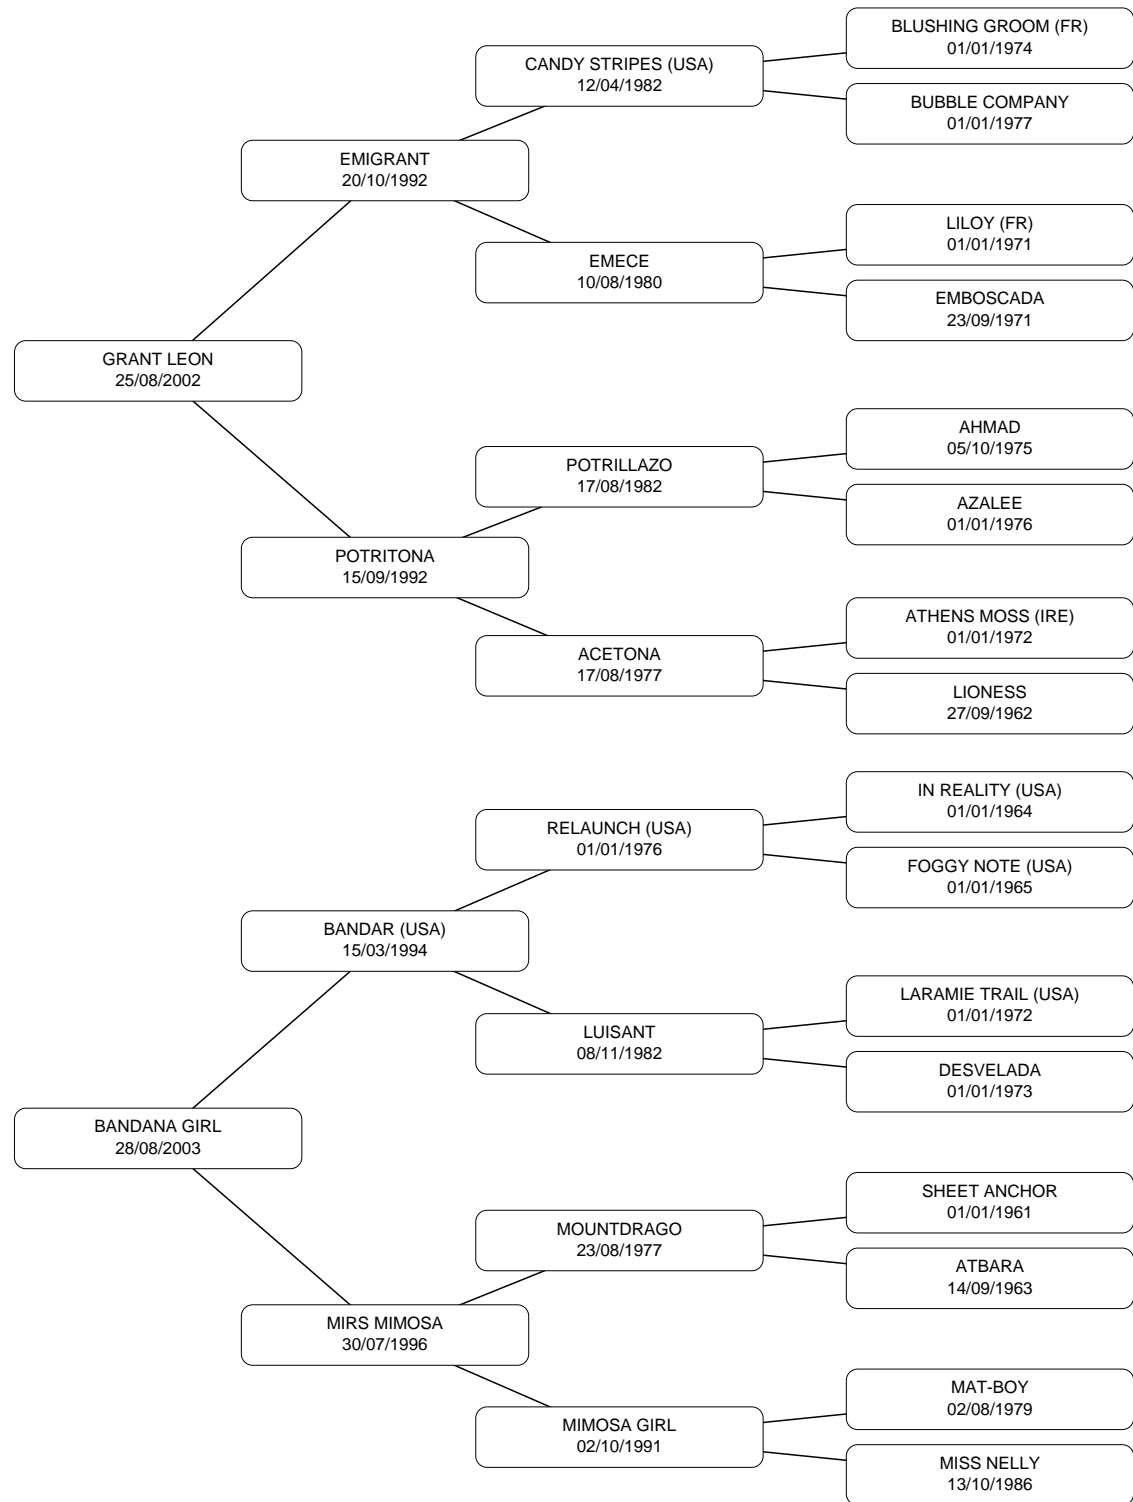 BLUSHING GROOM (FR)
01/01/1974
CANDY STRIPES (USA)
12/04/1982
BUBBLE COMPANY
01/01/1977
EMIGRANT
20/10/1992
LILOY (FR)
01/01/1971
EMECE
10/08/1980
EMBOSCADA
23/09/1971
GRANT LEON
25/08/2002
AHMAD
05/10/1975
POTRILLAZO
17/08/1982
AZALEE
01/01/1976
POTRITONA
15/09/1992
ATHENS MOSS (IRE)
01/01/1972
ACETONA
17/08/1977
LIONESS
27/09/1962
IN REALITY (USA)
01/01/1964
RELAUNCH (USA)
01/01/1976
FOGGY NOTE (USA)
01/01/1965
BANDAR (USA)
15/03/1994
LARAMIE TRAIL (USA)
01/01/1972
LUISANT
08/11/1982
DESVELADA
01/01/1973
BANDANA GIRL
28/08/2003
SHEET ANCHOR
01/01/1961
MOUNTDRAGO
23/08/1977
ATBARA
14/09/1963
MIRS MIMOSA
30/07/1996
MAT-BOY
02/08/1979
MIMOSA GIRL
02/10/1991
MISS NELLY
13/10/1986